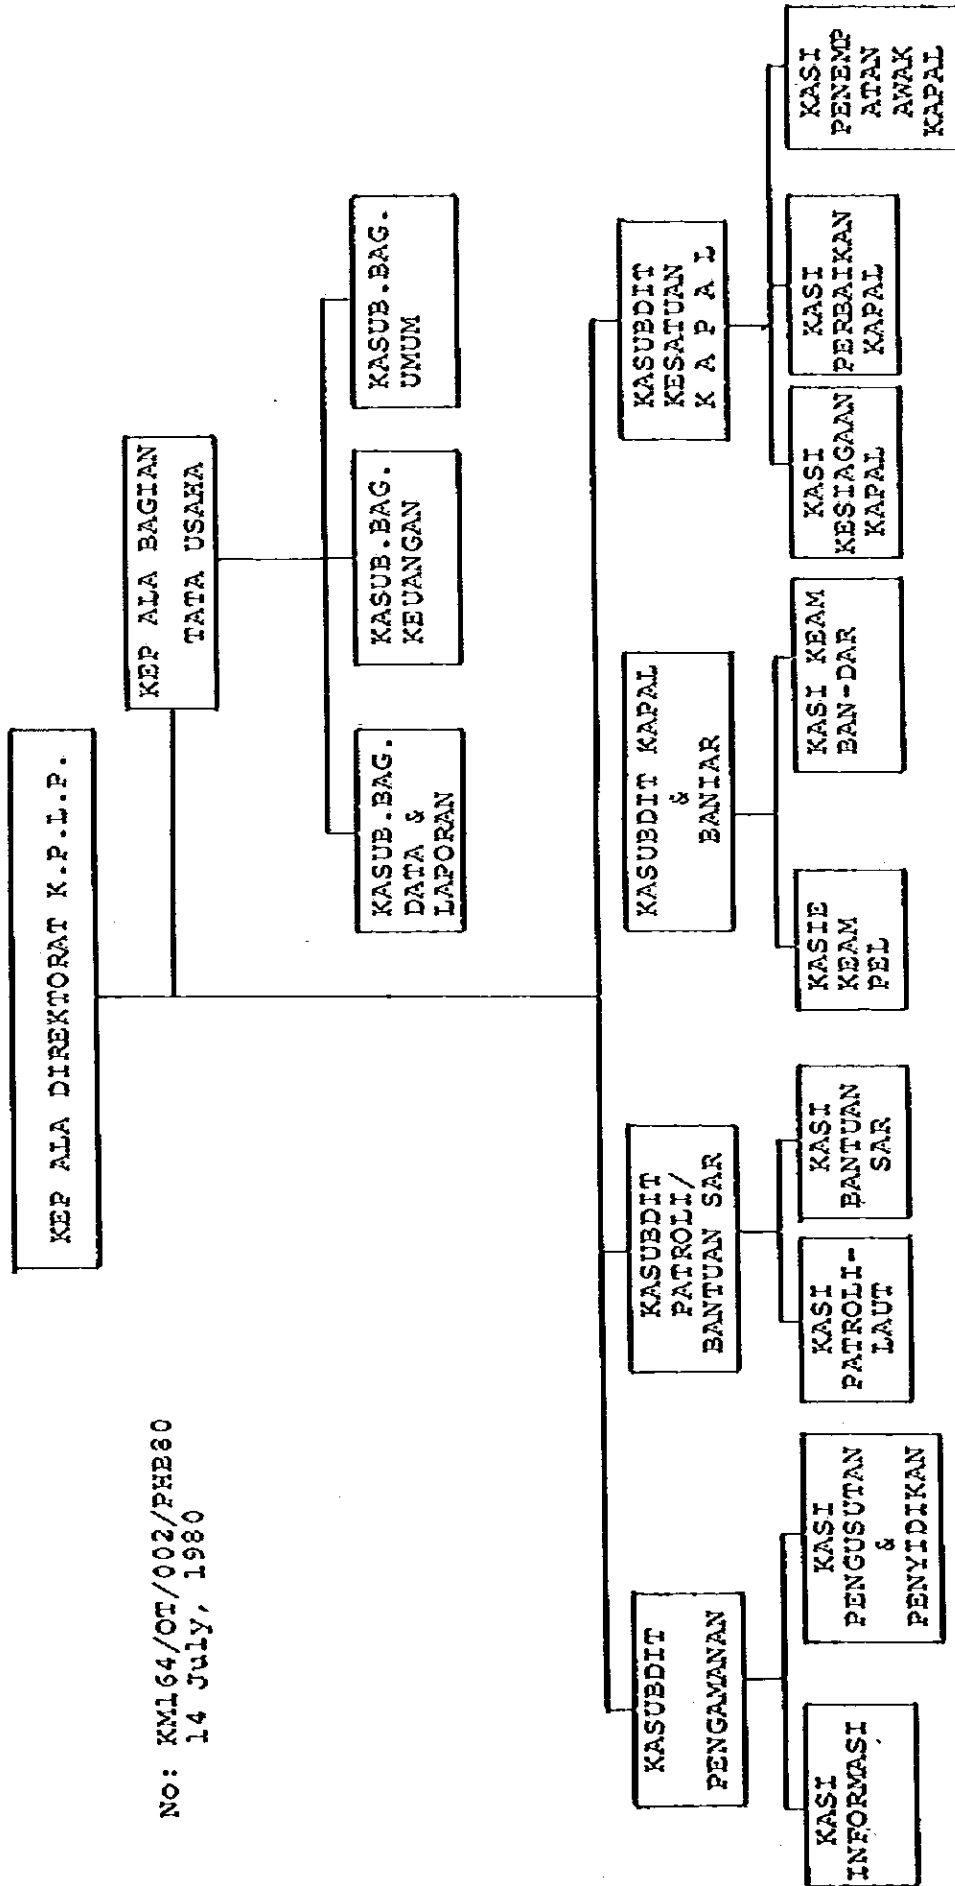 KEP ALA DIREKTORAT K.P.L.P.
NO: KM164/OT/002/PHB80
14 July, 1980
KEP ALA BAGIAN
TATA USAHA
KASUB.BAG.
DATA &
LAPORAN
KASUB.BAG.
KEUANGAN
KASUB.BAG.
UMUM
KASUBDIT
PENGAMANAN
KASUBDIT
PATROLI/
BANTUAN SAR
KASUBDIT KAPAL
&
BANIAR
KASUBDIT
KESATUAN
K A P A L
KASI
INFORMASI
KASI
PENGUSUTAN
&
PENYIDIKAN
KASI
PATROLI-
LAUT
KASI
BANTUAN
SAR
KASIE
KEAM
PEL
KASI KEAM
BAN-DAR
KASI
KESIAGAAN
KAPAL
KASI
PERBAIKAN
KAPAL
KASI
PENEMP
ATAN
AWAK
KAPAL